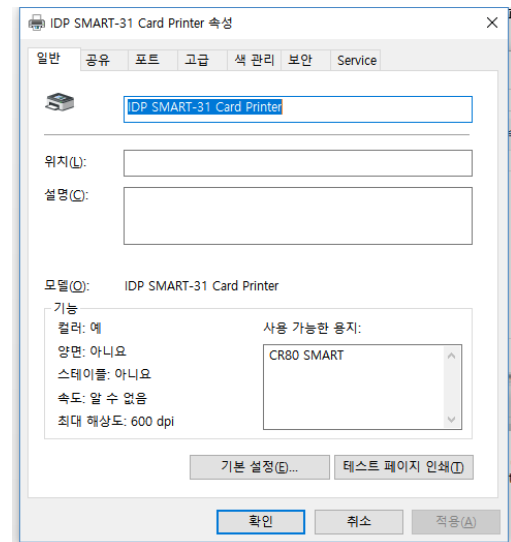 IDP SMART-31 Card Printer 속성
일반 공유 포트 고급 색 관리 보안 Service
IDP SMART-31 Card Printer
위치(L):
설명(C):
모델(O): IDP SMART-31 Card Printer
기능
컬러: 예 사용 가능한 용지:
양면: 아니요 CR80 SMART
스테이플: 아니요
속도: 알 수 없음
최대 해상도: 600 dpi
기본 설정(E)... 테스트 페이지 인쇄(T)
확인 취소 적용(A)